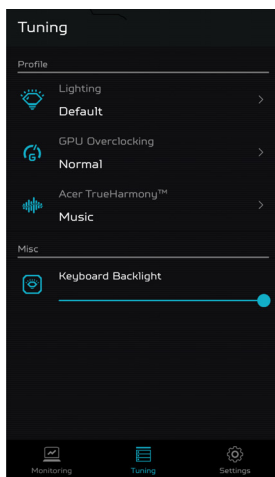 Tuning
Profile
Lighting
Default
GPU Overclocking
G
Normal
Acer TrueHarmony™
Music
Misc
Keyboard Backlight
Monitoring
Tuning
Settings